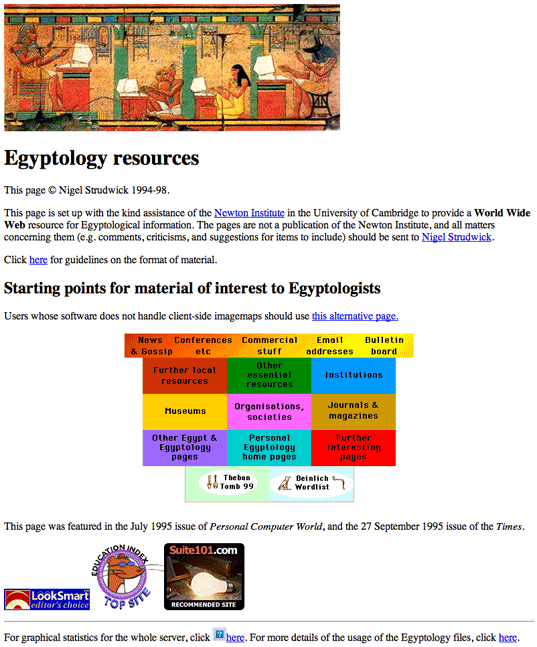 Egyptology resources
This page © Nigel Strudwick 1994-98.
This page is set up with the kind assistance of the Newton Institute in the University of Cambridge to provide a World Wide
Web resource for Egyptological information. The pages are not a publication of the Newton Institute, and all matters
concerning them (e.g. comments, criticisms, and suggestions for items to include) should be sent to Nigel Strudwick.
Click here for guidelines on the format of material.
Starting points for material of interest to Egyptologists
Users whose software does not handle client-side imagemaps should use this alternative page.
News & Gossip
Conferences etc
Commercial stuff
Email addresses
Bulletin board
Further local resources
Other essential resources
Institutions
Museums
Organisations, societies
Journals & magazines
Other Egypt & Egyptology pages
Personal Egyptology home pages
Further interesting pages
Theban Tomb 99
Beinlich Wordlist
This page was featured in the July 1995 issue of Personal Computer World, and the 27 September 1995 issue of the Times.
LookSmart
editor's choice
EDUCATION INDEX
TOP SITE
Suite101.com
RECOMMENDED SITE
For graphical statistics for the whole server, click ? here. For more details of the usage of the Egyptology files, click here.